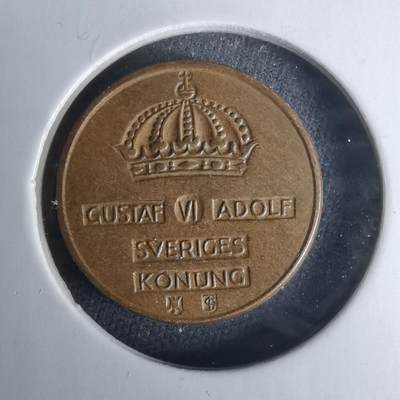 GUSTAF VI ADOLF
SVERIGES
KONUNG